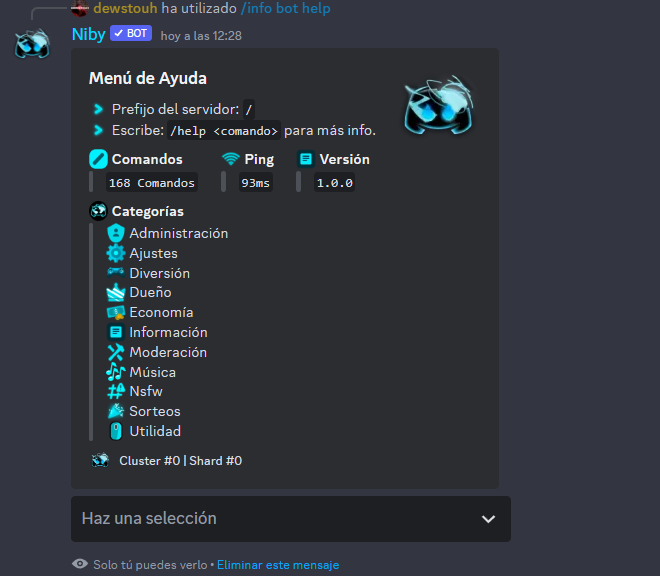 dewstouh ha utilizado /info bot help
Niby BOT hoy a las 12:28
Menú de Ayuda
Prefijo del servidor: /
Escribe: /help <comando> para más info.
Comandos Ping Versión
168 Comandos 93ms 1.0.0
Categorías
Administración
Ajustes
Diversión
Dueño
Economía
Información
Moderación
Música
Nsfw
Sorteos
Utilidad
Cluster #0 | Shard #0
Haz una selección
Solo tú puedes verlo • Eliminar este mensaje